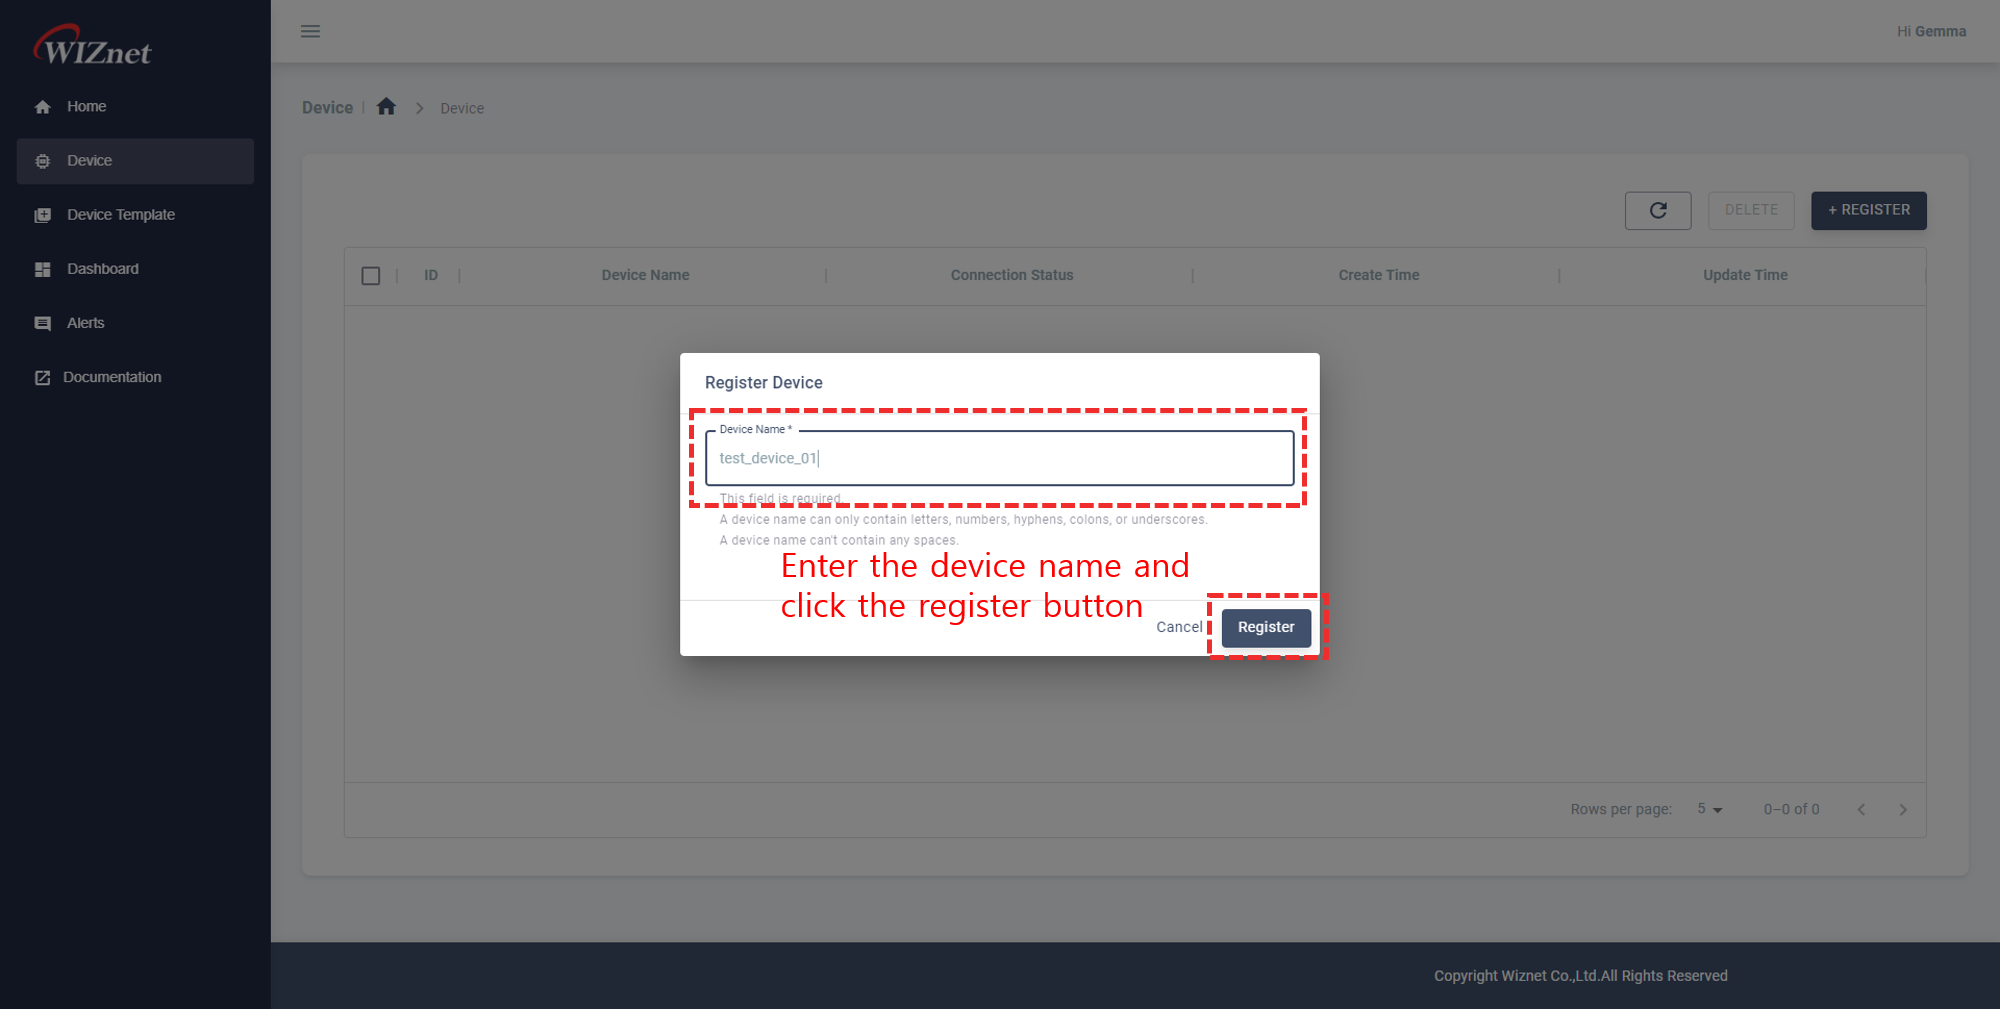 WIZnet
Home
Device
Device Template
Dashboard
Alerts
Documentation
Hi Gemma
Device
Device
DELETE
+ REGISTER
ID
Device Name
Connection Status
Create Time
Update Time
Register Device
Device Name *
test_device_01
This field is required.
A device name can only contain letters, numbers, hyphens, colons, or underscores.
A device name can't contain any spaces.
Enter the device name and
click the register button
Cancel
Register
Rows per page: 5
0–0 of 0
Copyright Wiznet Co.,Ltd.All Rights Reserved